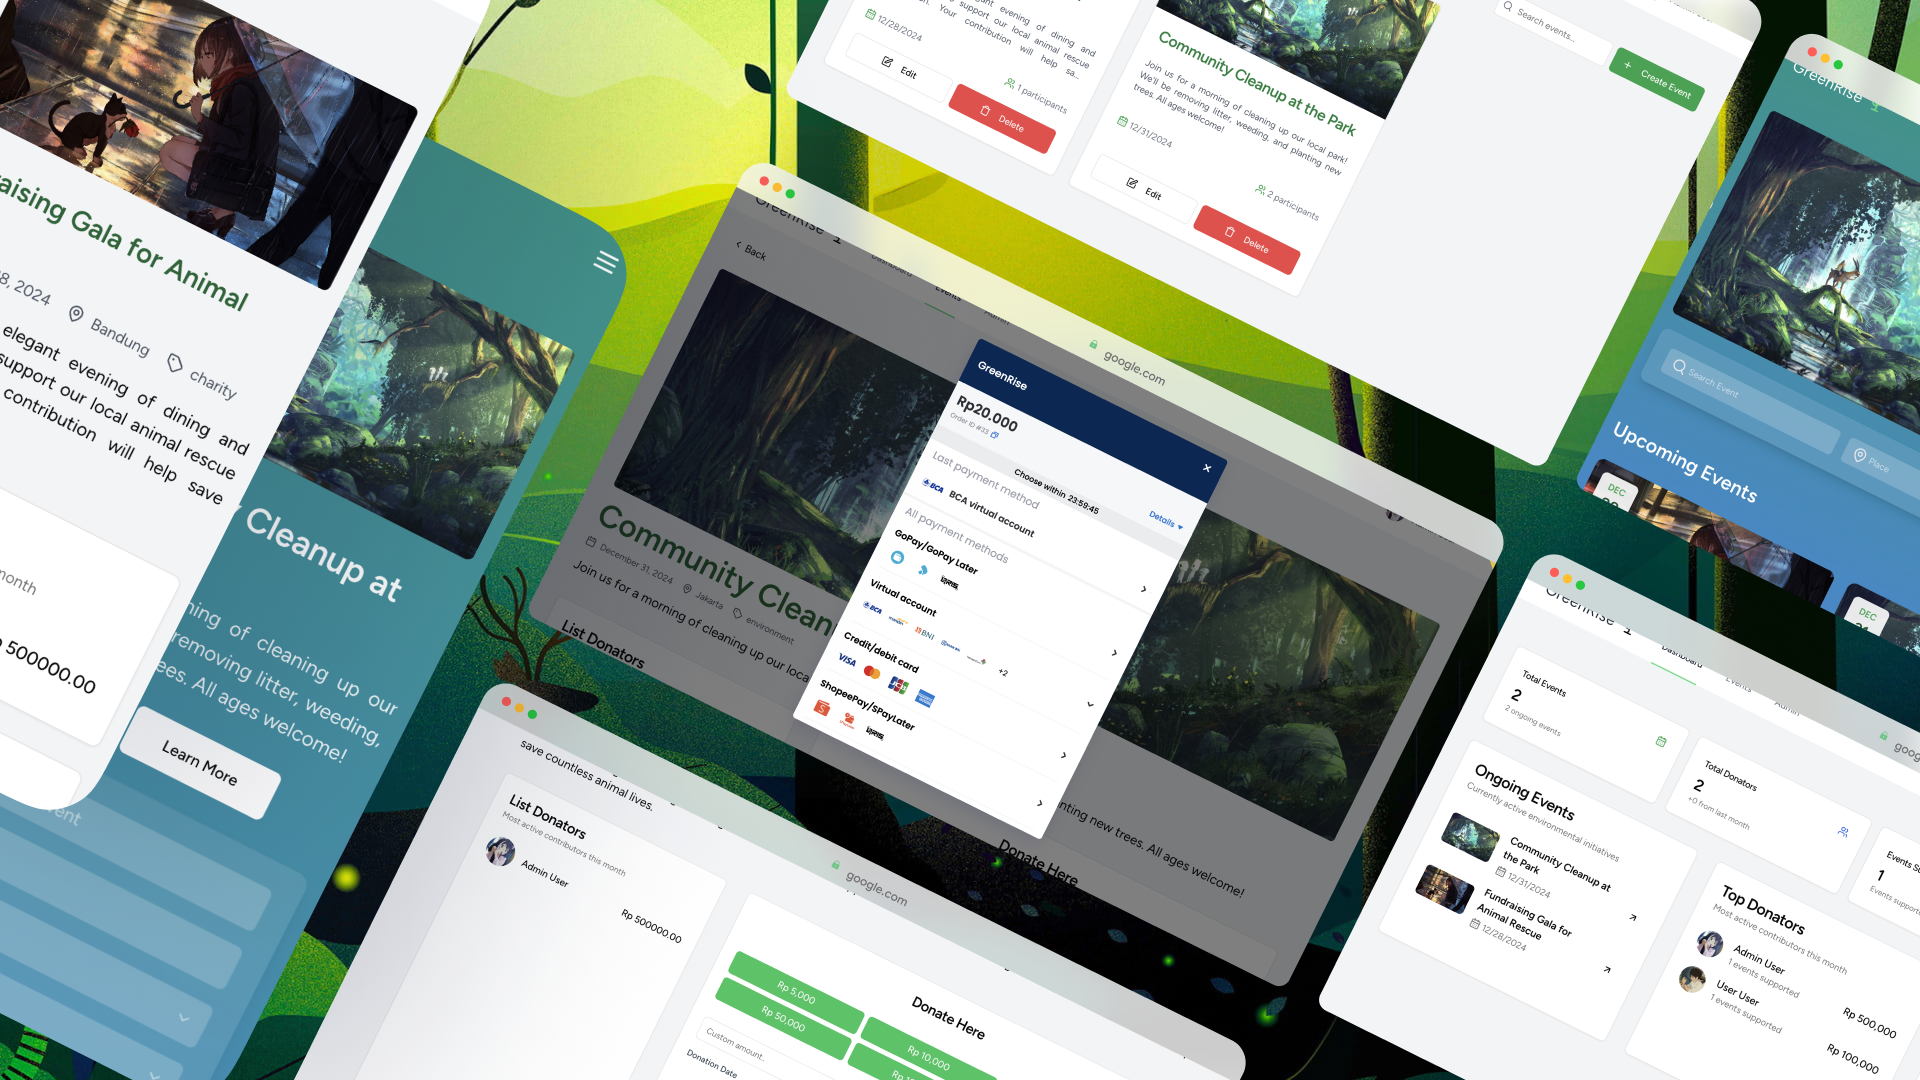 raising Gala for Animal
8, 2024
Bandung
charity
elegant evening of dining and
support our local animal rescue
contribution will help save
month
500000.00
Cleanup at
of cleaning up our
removing litter, weeding,
All ages welcome!
Learn More
evening of dining and
support our local animal rescue
Your contribution will help sa...
12/28/2024
1 participants
Edit
Delete
Community Cleanup at the Park
Join us for a morning of cleaning up our local park!
We'll be removing litter, weeding, and planting new
trees. All ages welcome!
12/31/2024
2 participants
Edit
Delete
Search events...
+ Create Event
GreenRise
Search Event
Place
Upcoming Events
DEC
DEC
GreenRise
Back
Dashboard
Events
Admin
google.com
Community Clean
December 31, 2024
Jakarta
environment
Join us for a morning of cleaning up our loca
nting new trees. All ages welcome!
List Donators
Donate Here
GreenRise
Rp20.000
Order ID #33
Choose within 23:59:45
Details
Last payment method
BCA BCA virtual account
All payment methods
GoPay/GoPay Later
QRIS
Virtual account
BCA
BNI
+2
Credit/debit card
VISA
JCB
ShopeePay/SPayLater
QRIS
google.com
save countless animal lives.
List Donators
Most active contributors this month
Admin User
Rp 500000.00
Donate Here
Rp 5,000
Rp 10,000
Rp 50,000
Custom amount..
Donation Date
GreenRise
Dashboard
Events
Admin
Total Events
2
2 ongoing events
Total Donators
2
+0 from last month
1
Ongoing Events
Currently active environmental initiatives
Community Cleanup at
the Park
12/31/2024
Fundraising Gala for
Animal Rescue
12/28/2024
Top Donators
Most active contributors this month
Admin User
1 events supported
Rp 500,000
User User
1 events supported
Rp 100,000